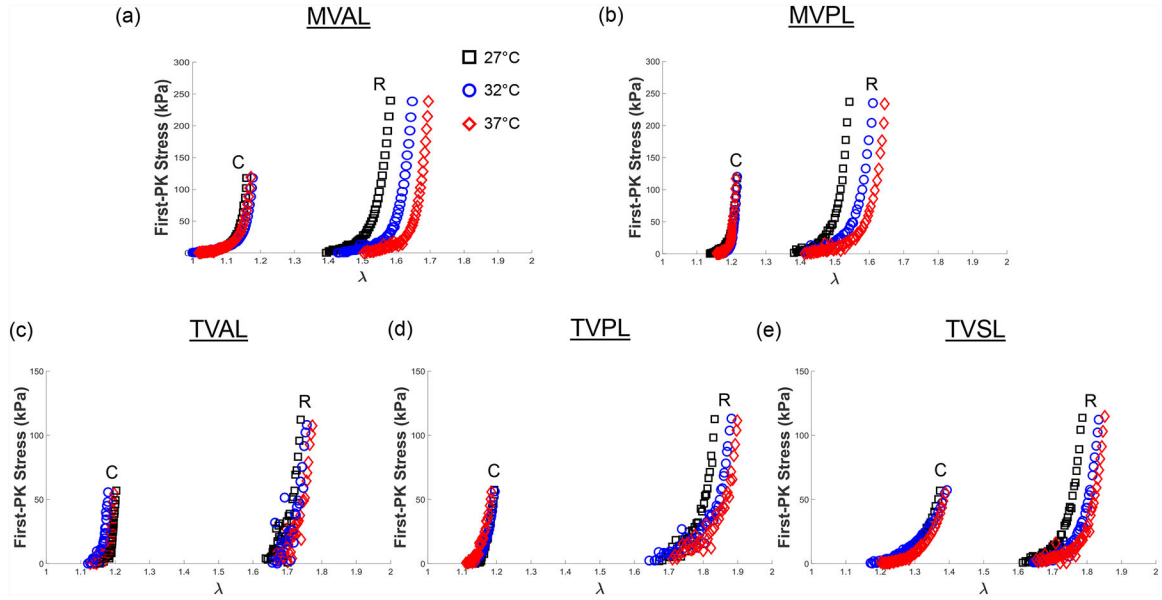 (a) MVAL
First-PK Stress (kPa)
300
250
200
150
100
50
0
1 1.1 1.2 1.3 1.4 1.5 1.6 1.7 1.8 1.9 2
λ
C
R
27°C
32°C
37°C
(b) MVPL
First-PK Stress (kPa)
300
250
200
150
100
50
0
1 1.1 1.2 1.3 1.4 1.5 1.6 1.7 1.8 1.9 2
λ
C
R
(c) TVAL
First-PK Stress (kPa)
150
100
50
0
1 1.1 1.2 1.3 1.4 1.5 1.6 1.7 1.8 1.9 2
λ
C
R
(d) TVPL
First-PK Stress (kPa)
150
100
50
0
1 1.1 1.2 1.3 1.4 1.5 1.6 1.7 1.8 1.9 2
λ
C
R
(e) TVSL
First-PK Stress (kPa)
150
100
50
0
1 1.1 1.2 1.3 1.4 1.5 1.6 1.7 1.8 1.9 2
λ
C
R